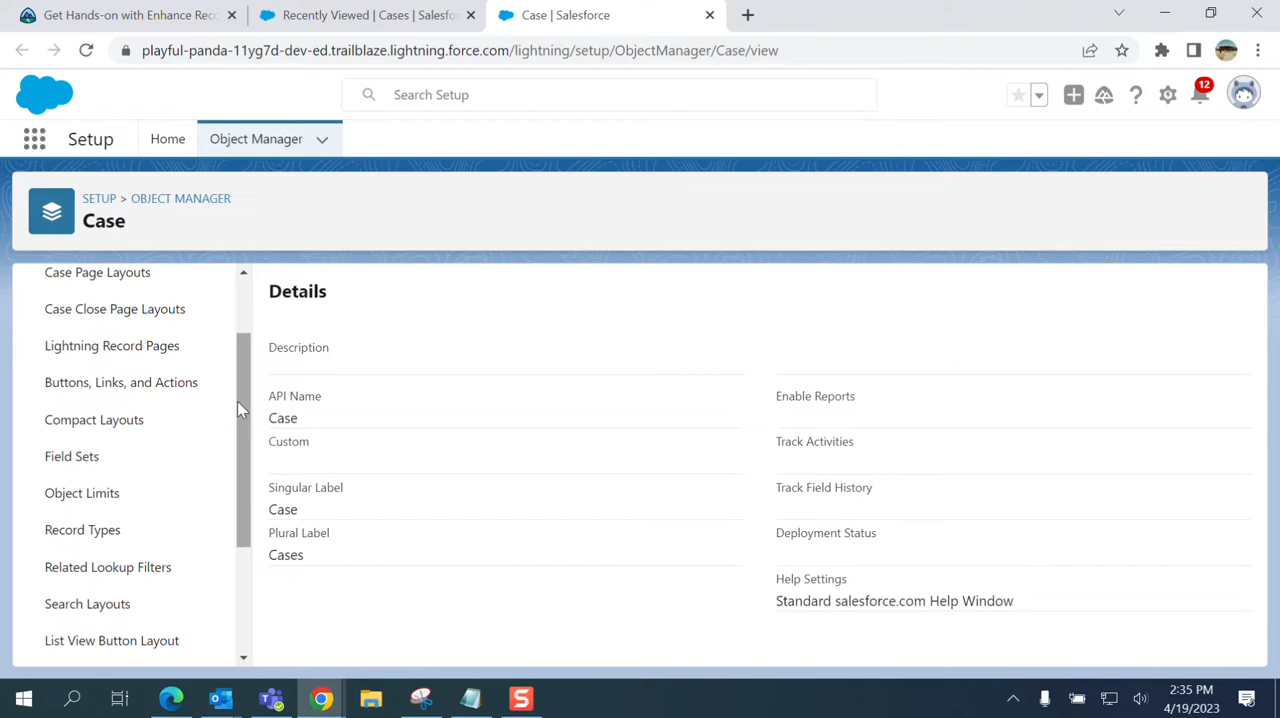 Get Hands-on with Enhance Reco
Recently Viewed | Cases | Salesfo
Case | Salesforce
playful-panda-11yg7d-dev-ed.trailblaze.lightning.force.com/lightning/setup/ObjectManager/Case/view
Search Setup
12
Setup
Home
Object Manager
SETUP > OBJECT MANAGER
Case
Case Page Layouts
Case Close Page Layouts
Lightning Record Pages
Buttons, Links, and Actions
Compact Layouts
Field Sets
Object Limits
Record Types
Related Lookup Filters
Search Layouts
List View Button Layout
Details
Description
API Name
Case
Custom
Singular Label
Case
Plural Label
Cases
Enable Reports
Track Activities
Track Field History
Deployment Status
Help Settings
Standard salesforce.com Help Window
S
2:35 PM
4/19/2023